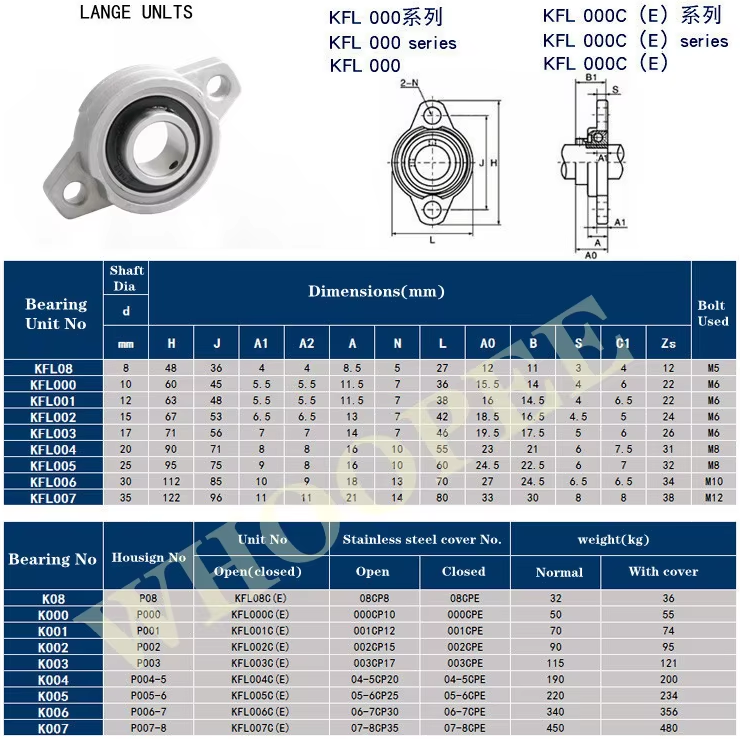 LANGE UNLTS
KFL 000系列
KFL 000 series
KFL 000
KFL 000C（E）系列
KFL 000C（E）series
KFL 000C（E）
2-N
J
H
L
B1
S
A1
A1
A
A0
Bearing Unit No
Shaft Dia
d
mm
Dimensions(mm)
Bolt Used
H J A1 A2 A N L A0 B S C1 Zs
KFL08 8 48 36 4 4 8.5 5 27 12 11 3 4 12 M5
KFL000 10 60 45 5.5 5.5 11.5 7 36 15.5 14 4 6 22 M6
KFL001 12 63 48 5.5 5.5 11.5 7 38 16 14.5 4 6.5 22 M6
KFL002 15 67 53 6.5 6.5 13 7 42 18.5 16.5 4.5 5 24 M6
KFL003 17 71 56 7 7 14 7 46 19.5 17.5 5 6 26 M6
KFL004 20 90 71 8 8 16 10 55 23 21 6 7.5 31 M8
KFL005 25 95 75 9 8 16 10 60 24.5 22.5 6 7 32 M8
KFL006 30 112 85 10 9 18 13 70 27 24.5 6.5 6.5 34 M10
KFL007 35 122 96 11 11 21 14 80 33 30 8 8 38 M12
Bearing No Housign No Unit No Stainless steel cover No. weight(kg)
Open(closed) Open Closed Normal With cover
K08 P08 KFL08C(E) 08CP8 08CPE 32 36
K000 P000 KFL000C(E) 000CP10 000CPE 50 55
K001 P001 KFL001C(E) 001CP12 001CPE 70 74
K002 P002 KFL002C(E) 002CP15 002CPE 90 95
K003 P003 KFL003C(E) 003CP17 003CPE 115 121
K004 P004-5 KFL004C(E) 04-5CP20 04-5CPE 190 200
K005 P005-6 KFL005C(E) 05-6CP25 05-6CPE 220 234
K006 P006-7 KFL006C(E) 06-7CP30 06-7CPE 340 356
K007 P007-8 KFL007C(E) 07-8CP35 07-8CPE 450 480
WHOOPEE